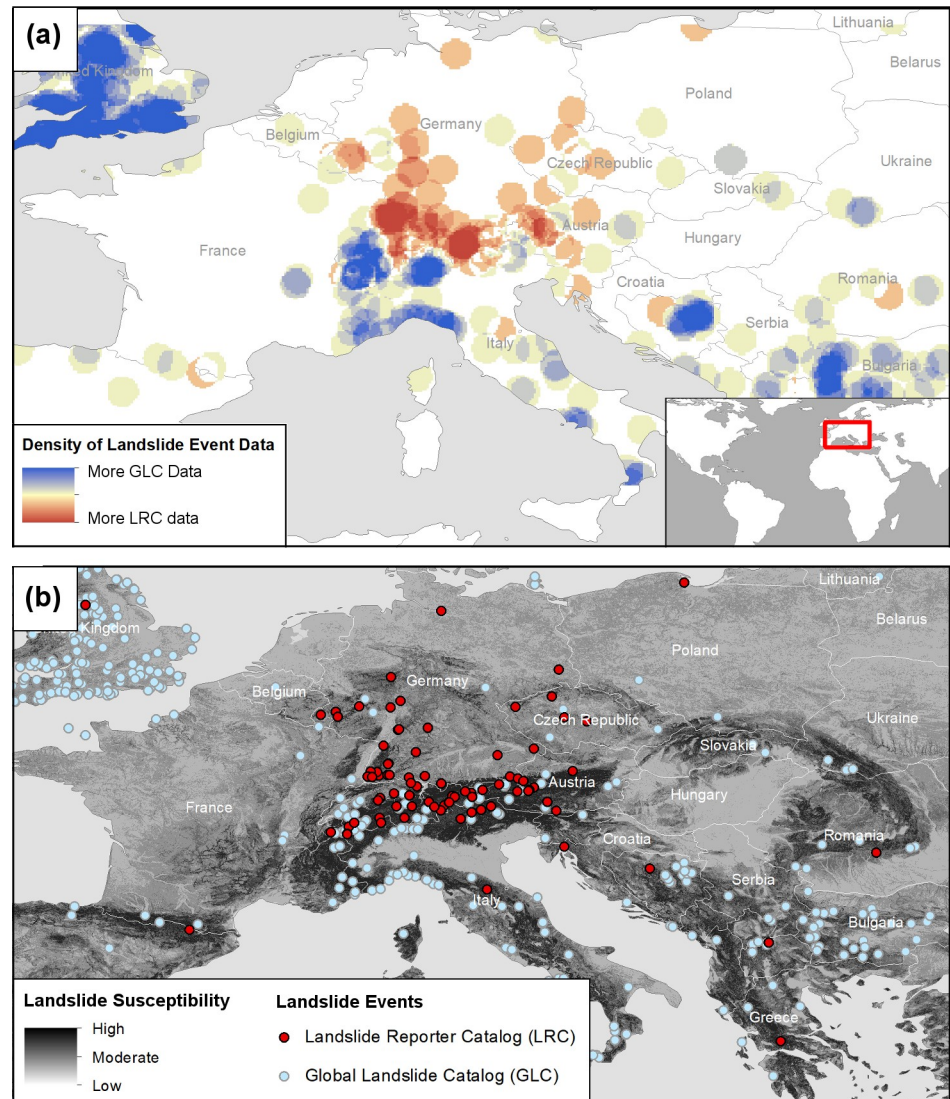 (a)
Lithuania
Kingdom
Belarus
Poland
Belgium
Germany
Czech Republic
Ukraine
Slovakia
Austria
France
Hungary
Croatia
Romania
Serbia
Italy
Bulgaria
Density of Landslide Event Data
More GLC Data
More LRC data
(b)
Lithuania
Kingdom
Belarus
Poland
Belgium
Germany
Czech Republic
Ukraine
Slovakia
Austria
France
Hungary
Croatia
Romania
Serbia
Italy
Bulgaria
Greece
Landslide Susceptibility
High
Moderate
Low
Landslide Events
Landslide Reporter Catalog (LRC)
Global Landslide Catalog (GLC)